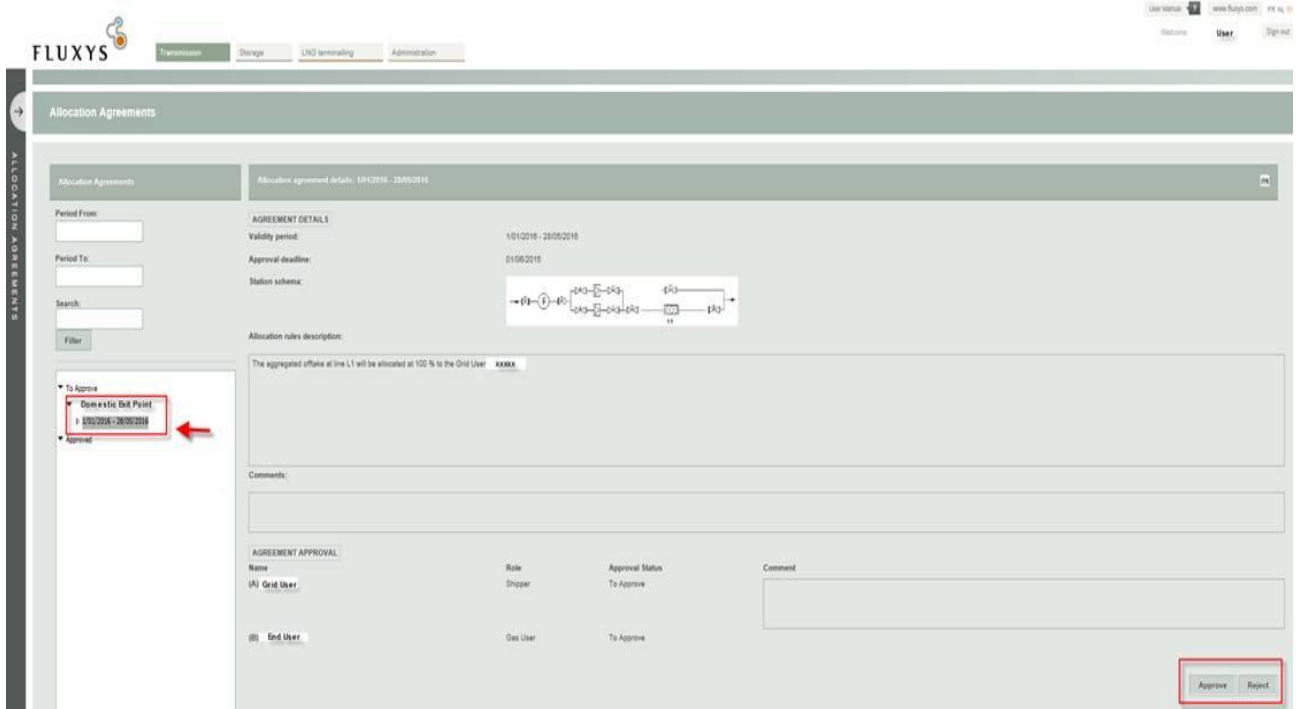 User Manual ? www.fluxys.com FR NL
Welcome User Sign out
FLUXYS
Transmission Storage LNG terminalling Administration
Allocation Agreements
ALLOCATION AGREEMENTS
Allocation Agreements
Allocation agreement details: 1/01/2016 - 28/05/2016
Period From:
Period To:
Search:
Filter
To Approve
Domestic Exit Point
1/01/2016 - 28/05/2016
Approved
AGREEMENT DETAILS
Validity period: 1/01/2016 - 28/05/2016
Approval deadline: 01/06/2016
Station schema:
L1
Allocation rules description:
The aggregated offtake at line L1 will be allocated at 100 % to the Grid User xxxxx
Comments:
AGREEMENT APPROVAL
Name Role Approval Status Comment
(A) Grid User Shipper To Approve
(B) End User Gas User To Approve
Approve Reject